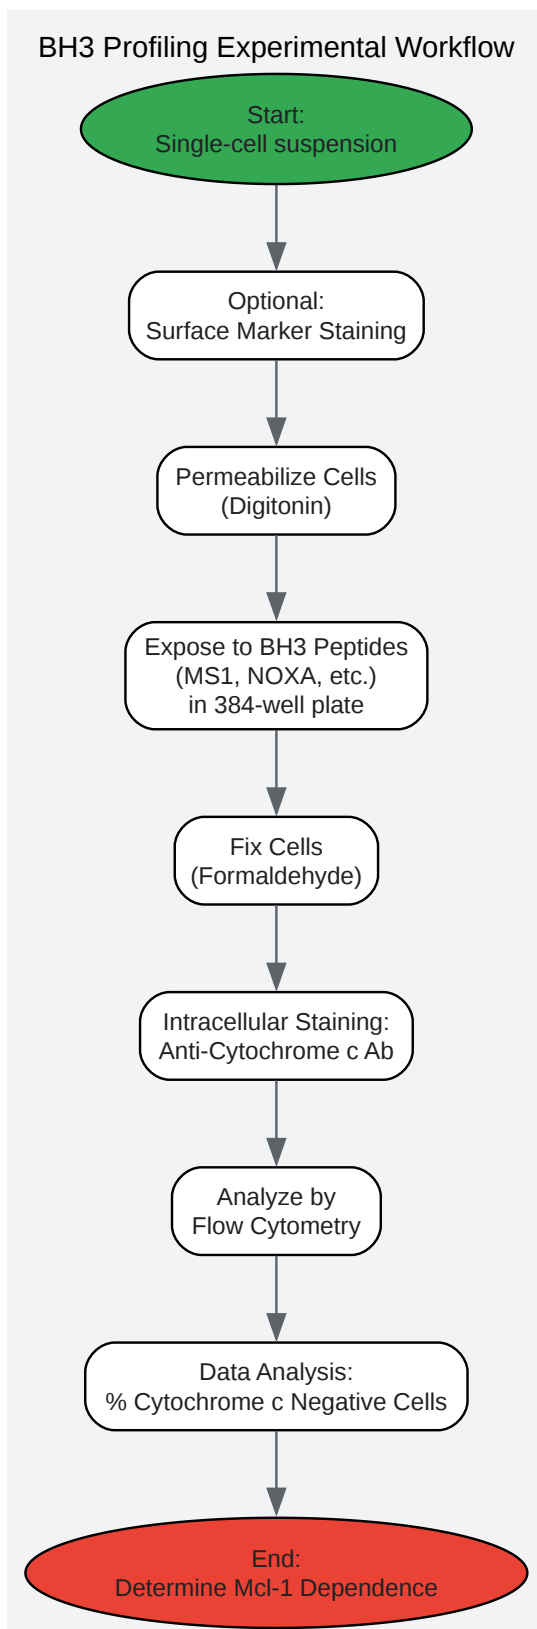 BH3 Profiling Experimental Workflow
Start:
Single-cell suspension
Optional:
Surface Marker Staining
Permeabilize Cells
(Digitonin)
Expose to BH3 Peptides
(MS1, NOXA, etc.)
in 384-well plate
Fix Cells
(Formaldehyde)
Intracellular Staining:
Anti-Cytochrome c Ab
Analyze by
Flow Cytometry
Data Analysis:
% Cytochrome c Negative Cells
End:
Determine Mcl-1 Dependence